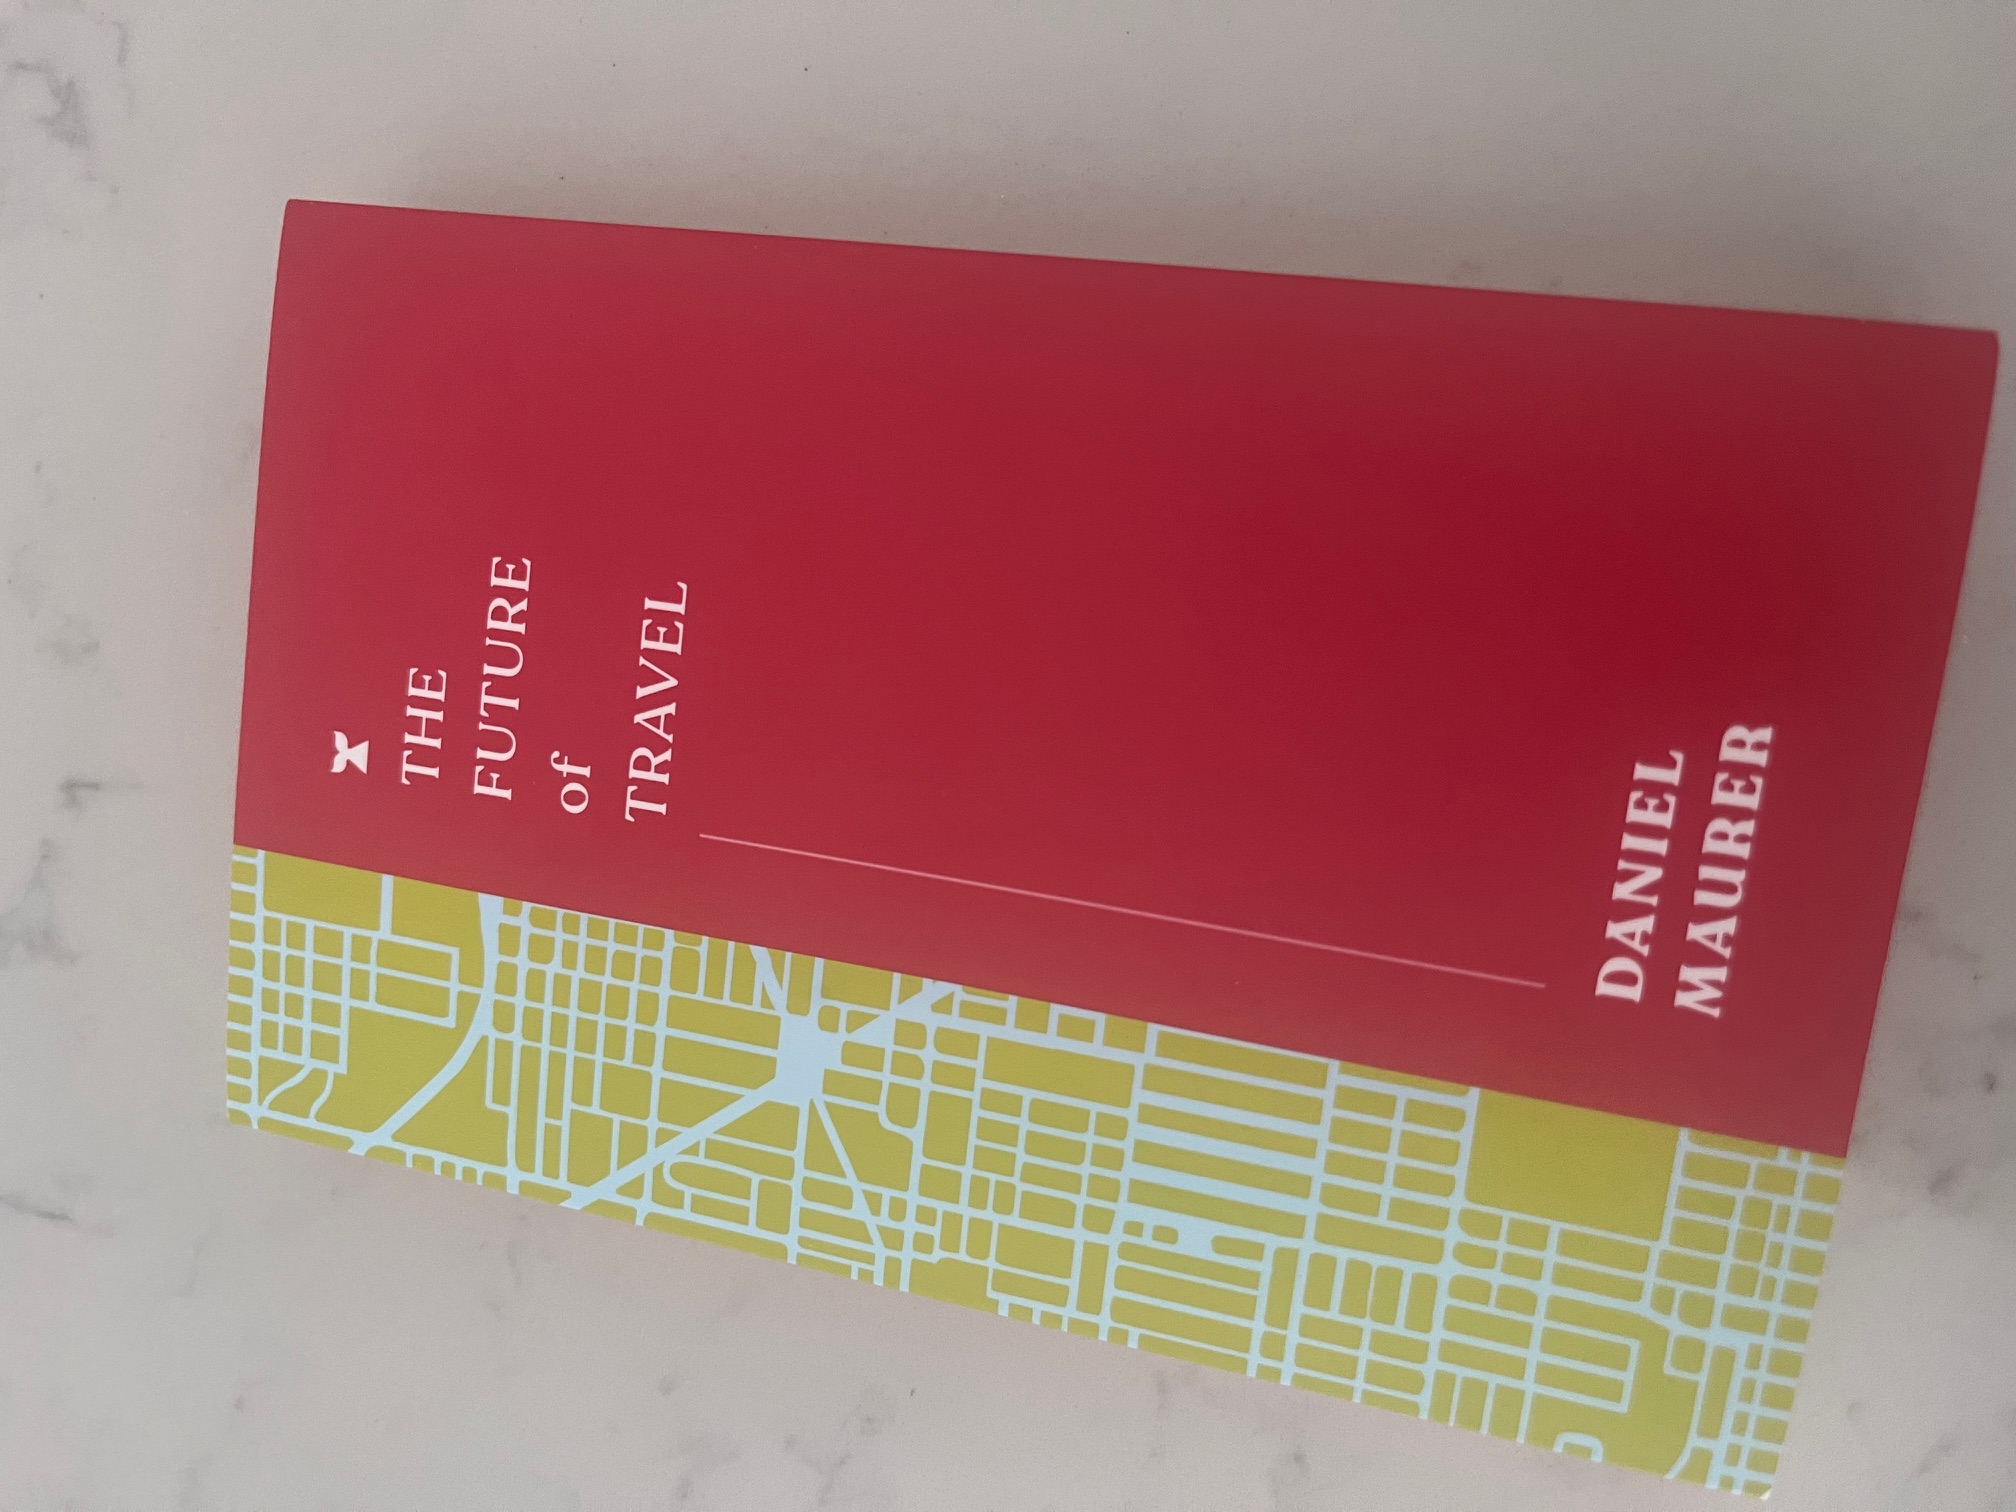 THE
FUTURE
of
TRAVEL
DANIEL
MAURER